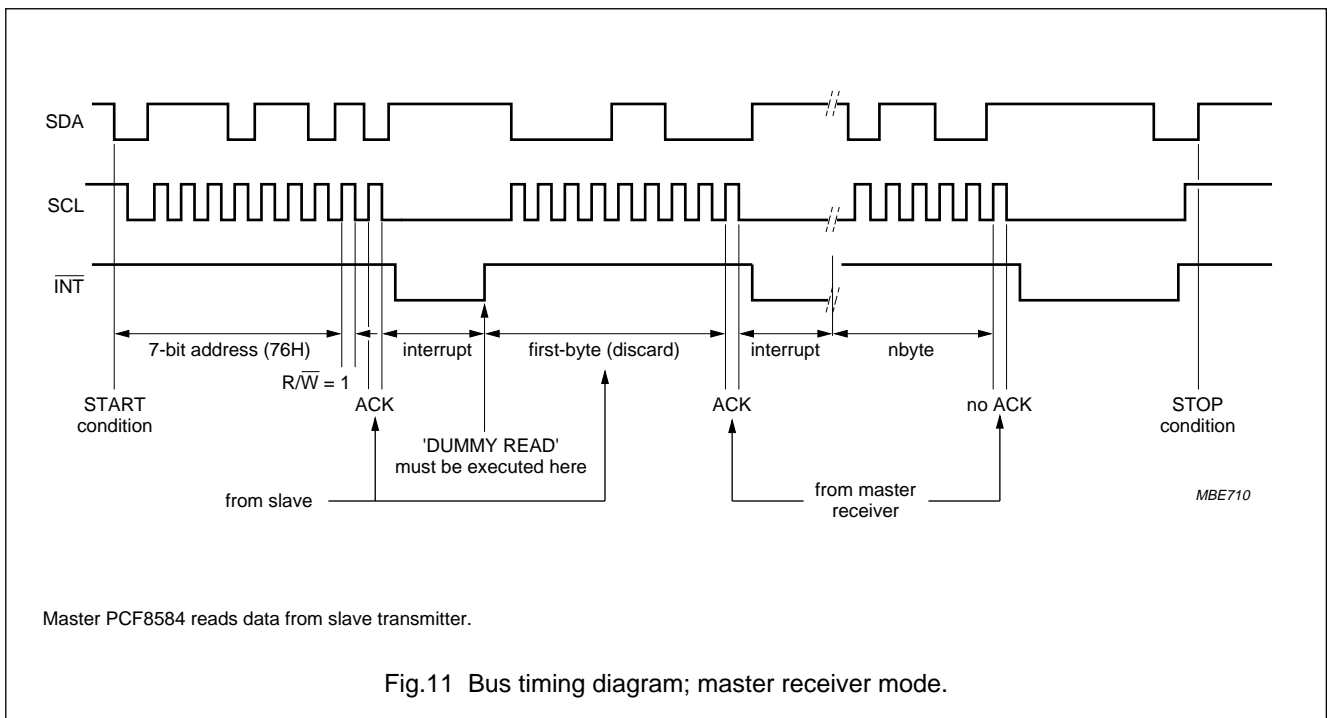 SDA
SCL
INT
7-bit address (76H)
interrupt
first-byte (discard)
interrupt
nbyte
R/W = 1
START
condition
ACK
'DUMMY READ'
must be executed here
ACK
no ACK
STOP
condition
from slave
from master
receiver
MBE710
Master PCF8584 reads data from slave transmitter.
Fig.11 Bus timing diagram; master receiver mode.